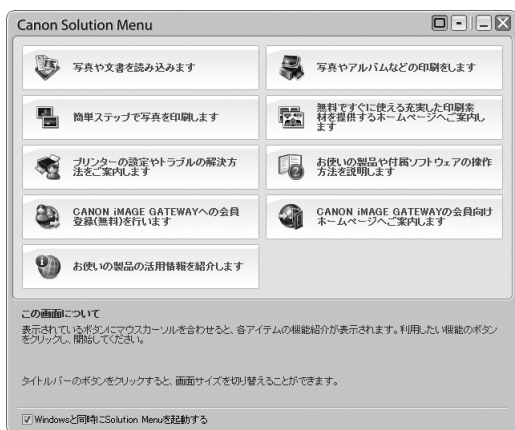 Canon Solution Menu
写真や文書を読み込みます
写真やアルバムなどの印刷をします
簡単ステップで写真を印刷します
無料ですぐに使える充実した印刷素
材を提供するホームページへご案内し
ます
プリンターの設定やトラブルの解決方
法をご案内します
お使いの製品や付属ソフトウェアの操作
方法を説明します
CANON iMAGE GATEWAYへの会員
登録(無料)を行います
CANON iMAGE GATEWAYの会員向け
ホームページへご案内します
お使いの製品の活用情報を紹介します
この画面について
表示されているボタンにマウスカーソルを合わせると、各アイテムの機能紹介が表示されます。利用したい機能のボタン
をクリックし、開始してください。
タイトルバーのボタンをクリックすると、画面サイズを切り替えることができます。
Windowsと同時にSolution Menuを起動する